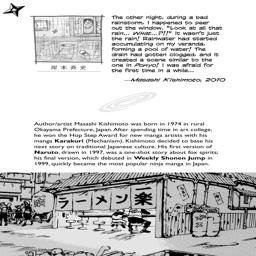 The other night, during a bad
rainstorm, I happened to peer
out the window. "Look at all that
rain... What...?!!" It wasn't just
the rain! Rainwater had started
accumulating on my veranda,
forming a pool of water! The
drain had gotten clogged, and it
created a scene similar to the
one in Ponyo! I was afraid for
the first time in a while...
—Masashi Kishimoto, 2010
岸本斉史
Author/artist Masashi Kishimoto was born in 1974 in rural
Okayama Prefecture, Japan. After spending time in art college,
he won the Hop Step Award for new manga artists with his
manga Karakuri (Mechanism). Kishimoto decided to base his
next story on traditional Japanese culture. His first version of
Naruto, drawn in 1997, was a one-shot story about fox spirits;
his final version, which debuted in Weekly Shonen Jump in
1999, quickly became the most popular ninja manga in Japan.
ラーメン楽